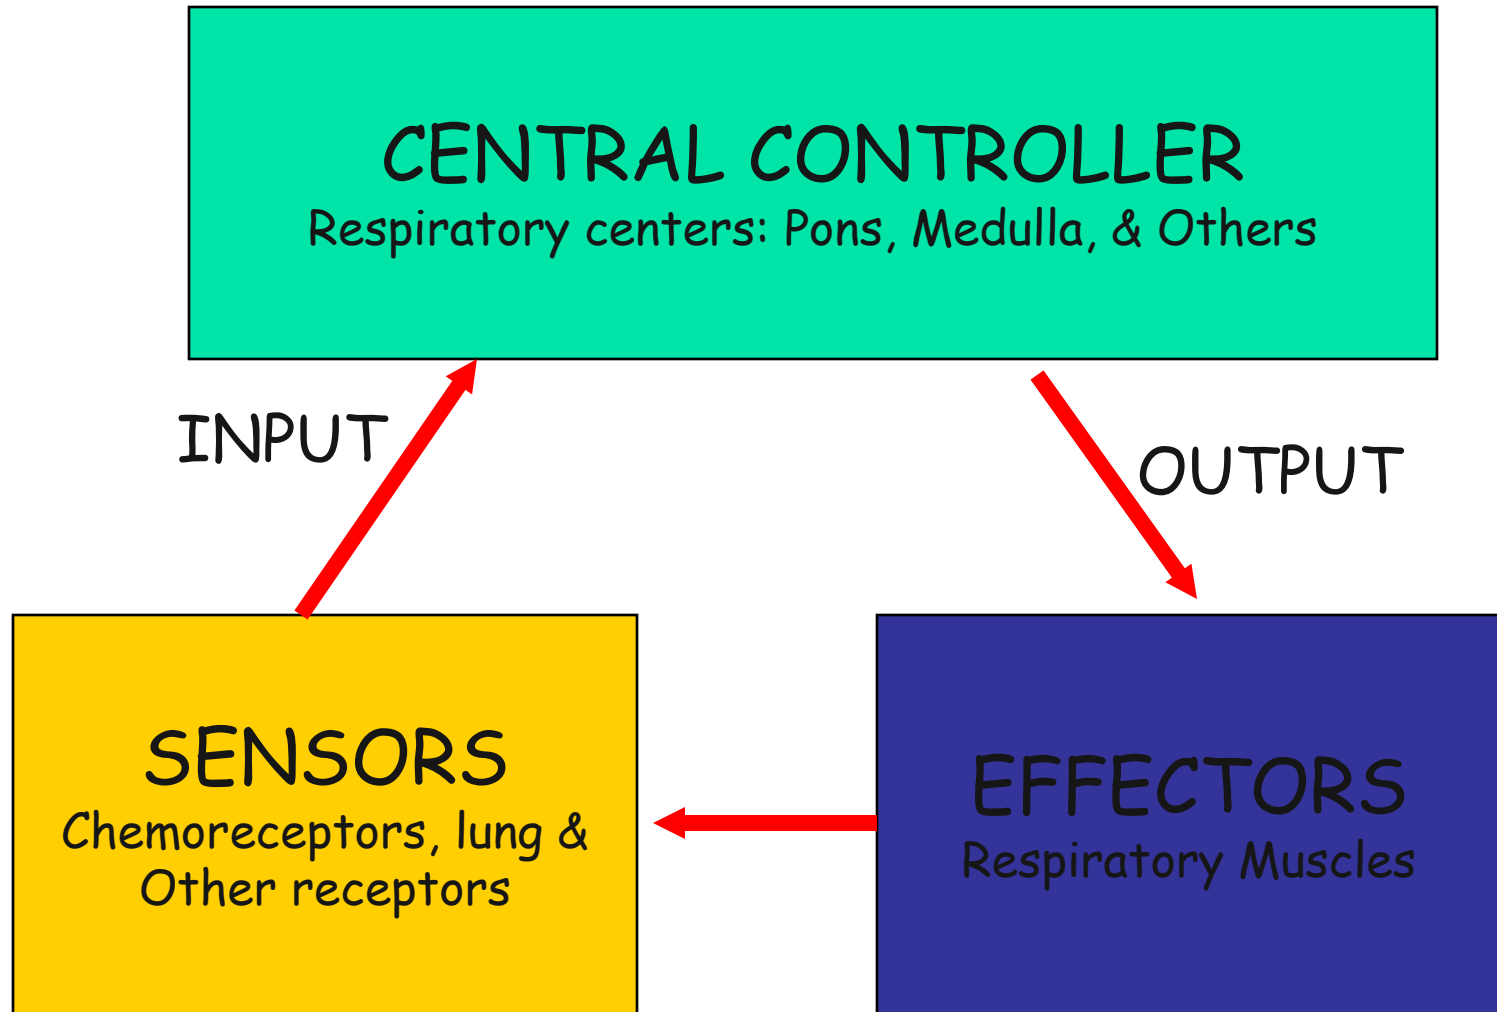 CENTRAL CONTROLLER
Respiratory centers: Pons, Medulla, & Others
INPUT
OUTPUT
SENSORS
Chemoreceptors, lung &
Other receptors
EFFECTORS
Respiratory Muscles